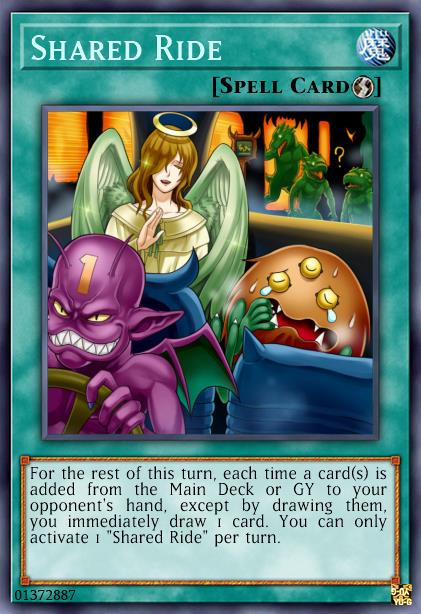 Shared Ride
魔
[Spell Card]
?
1
For the rest of this turn, each time a card(s) is
added from the Main Deck or GY to your
opponent's hand, except by drawing them,
you immediately draw 1 card. You can only
activate 1 "Shared Ride" per turn.
01372887